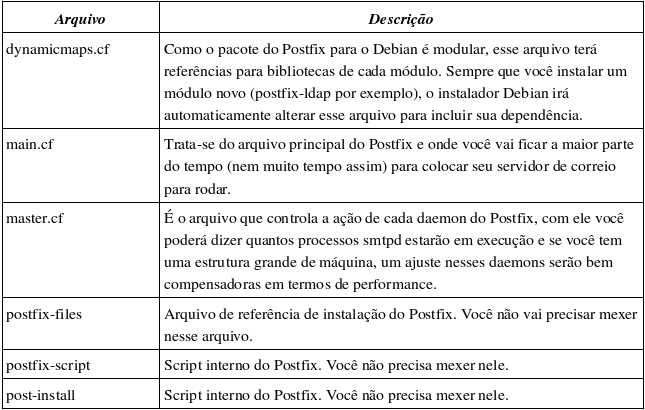 Arquivo Descrição
dynamicmaps.cf Como o pacote do Postfix para o Debian é modular, esse arquivo terá
referências para bibliotecas de cada módulo. Sempre que você instalar um
módulo novo (postfix-ldap por exemplo), o instalador Debian irá
automaticamente alterar esse arquivo para incluir sua dependência.
main.cf Trata-se do arquivo principal do Postfix e onde você vai ficar a maior parte
do tempo (nem muito tempo assim) para colocar seu servidor de correio
para rodar.
master.cf É o arquivo que controla a ação de cada daemon do Postfix, com ele você
poderá dizer quantos processos smtpd estarão em execução e se você tem
uma estrutura grande de máquina, um ajuste nesses daemons serão bem
compensadoras em termos de performance.
postfix-files Arquivo de referência de instalação do Postfix. Você não vai precisar mexer
nesse arquivo.
postfix-script Script interno do Postfix. Você não precisa mexer nele.
post-install Script interno do Postfix. Você não precisa mexer nele.